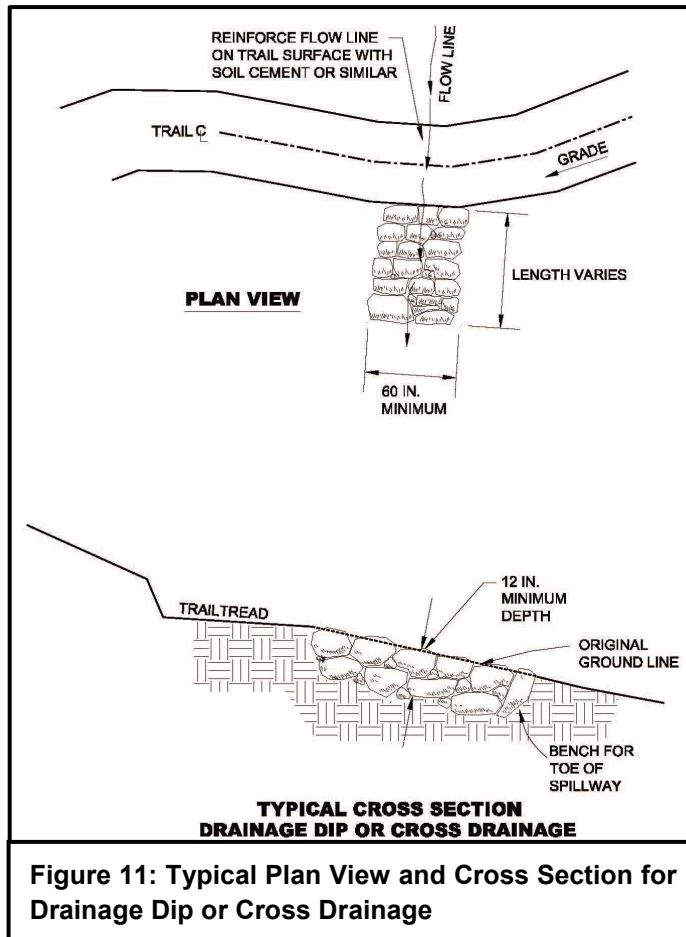 REINFORCE FLOW LINE
ON TRAIL SURFACE WITH
SOIL CEMENT OR SIMILAR
FLOW LINE
TRAIL ℄
GRADE
LENGTH VARIES
PLAN VIEW
60 IN.
MINIMUM
12 IN.
MINIMUM
DEPTH
TRAILTREAD
ORIGINAL
GROUND LINE
BENCH FOR
TOE OF
SPILLWAY
TYPICAL CROSS SECTION
DRAINAGE DIP OR CROSS DRAINAGE
Figure 11: Typical Plan View and Cross Section for
Drainage Dip or Cross Drainage